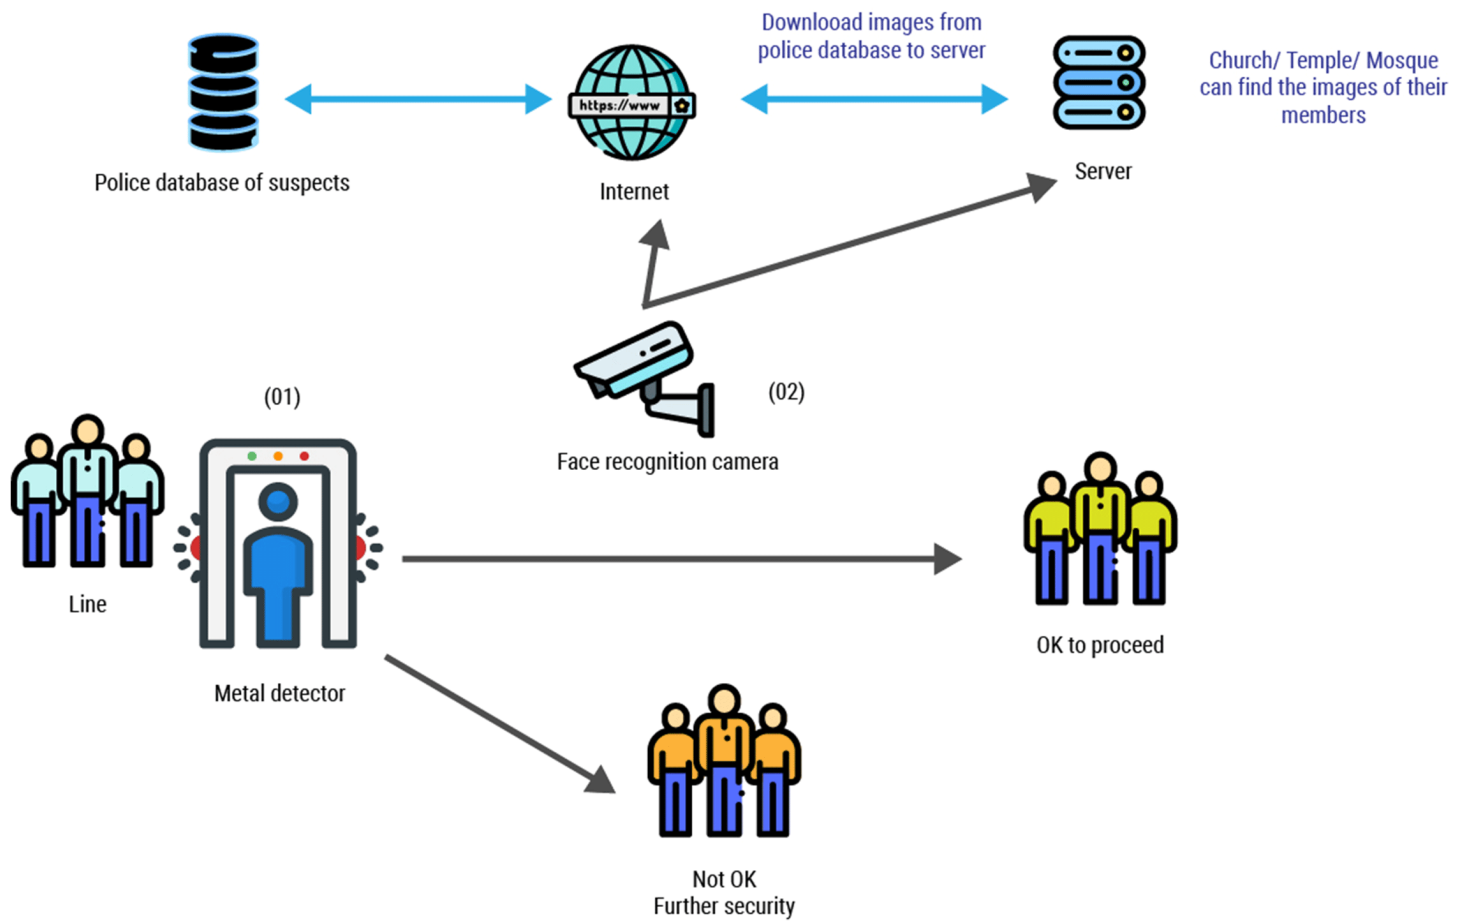 Downlooad images from
police database to server
Church/ Temple/ Mosque
can find the images of their
members
https://www
Police database of suspects
Internet
Server
(01)
(02)
Face recognition camera
Line
OK to proceed
Metal detector
Not OK
Further security